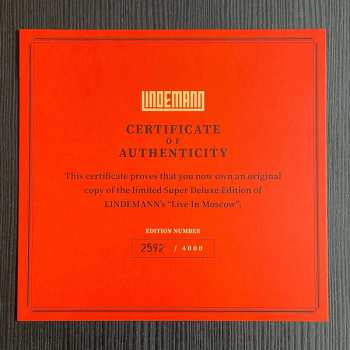 LINDEMANN
CERTIFICATE
OF
AUTHENTICITY
This certificate proves that you now own an original
copy of the limited Super Deluxe Edition of
LINDEMANN's "Live In Moscow".
EDITION NUMBER
2592 / 4000